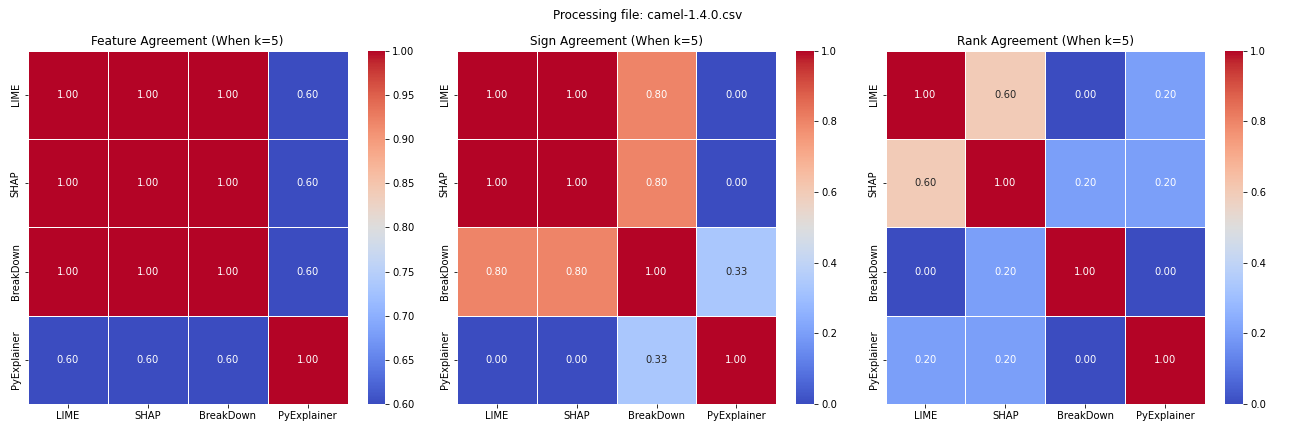 Processing file: camel-1.4.0.csv
Feature Agreement (When k=5)
LIME
SHAP
BreakDown
PyExplainer
1.00 1.00 1.00 0.60
1.00 1.00 1.00 0.60
1.00 1.00 1.00 0.60
0.60 0.60 0.60 1.00
LIME SHAP BreakDown PyExplainer
1.00
0.95
0.90
0.85
0.80
0.75
0.70
0.65
0.60
Sign Agreement (When k=5)
LIME
SHAP
BreakDown
PyExplainer
1.00 1.00 0.80 0.00
1.00 1.00 0.80 0.00
0.80 0.80 1.00 0.33
0.00 0.00 0.33 1.00
LIME SHAP BreakDown PyExplainer
1.0
0.8
0.6
0.4
0.2
0.0
Rank Agreement (When k=5)
LIME
SHAP
BreakDown
PyExplainer
1.00 0.60 0.00 0.20
0.60 1.00 0.20 0.20
0.00 0.20 1.00 0.00
0.20 0.20 0.00 1.00
LIME SHAP BreakDown PyExplainer
1.0
0.8
0.6
0.4
0.2
0.0